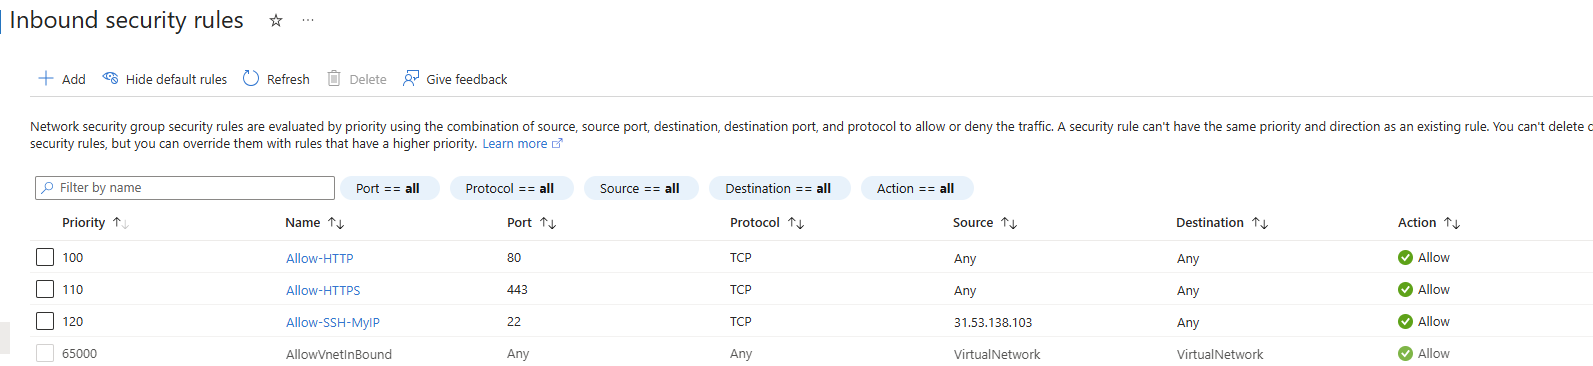 Inbound security rules
Add Hide default rules Refresh Delete Give feedback
Network security group security rules are evaluated by priority using the combination of source, source port, destination, destination port, and protocol to allow or deny the traffic. A security rule can't have the same priority and direction as an existing rule. You can't delete
security rules, but you can override them with rules that have a higher priority. Learn more
Filter by name Port == all Protocol == all Source == all Destination == all Action == all
Priority Name Port Protocol Source Destination Action
100 Allow-HTTP 80 TCP Any Any Allow
110 Allow-HTTPS 443 TCP Any Any Allow
120 Allow-SSH-MyIP 22 TCP 31.53.138.103 Any Allow
65000 AllowVnetInBound Any Any VirtualNetwork VirtualNetwork Allow